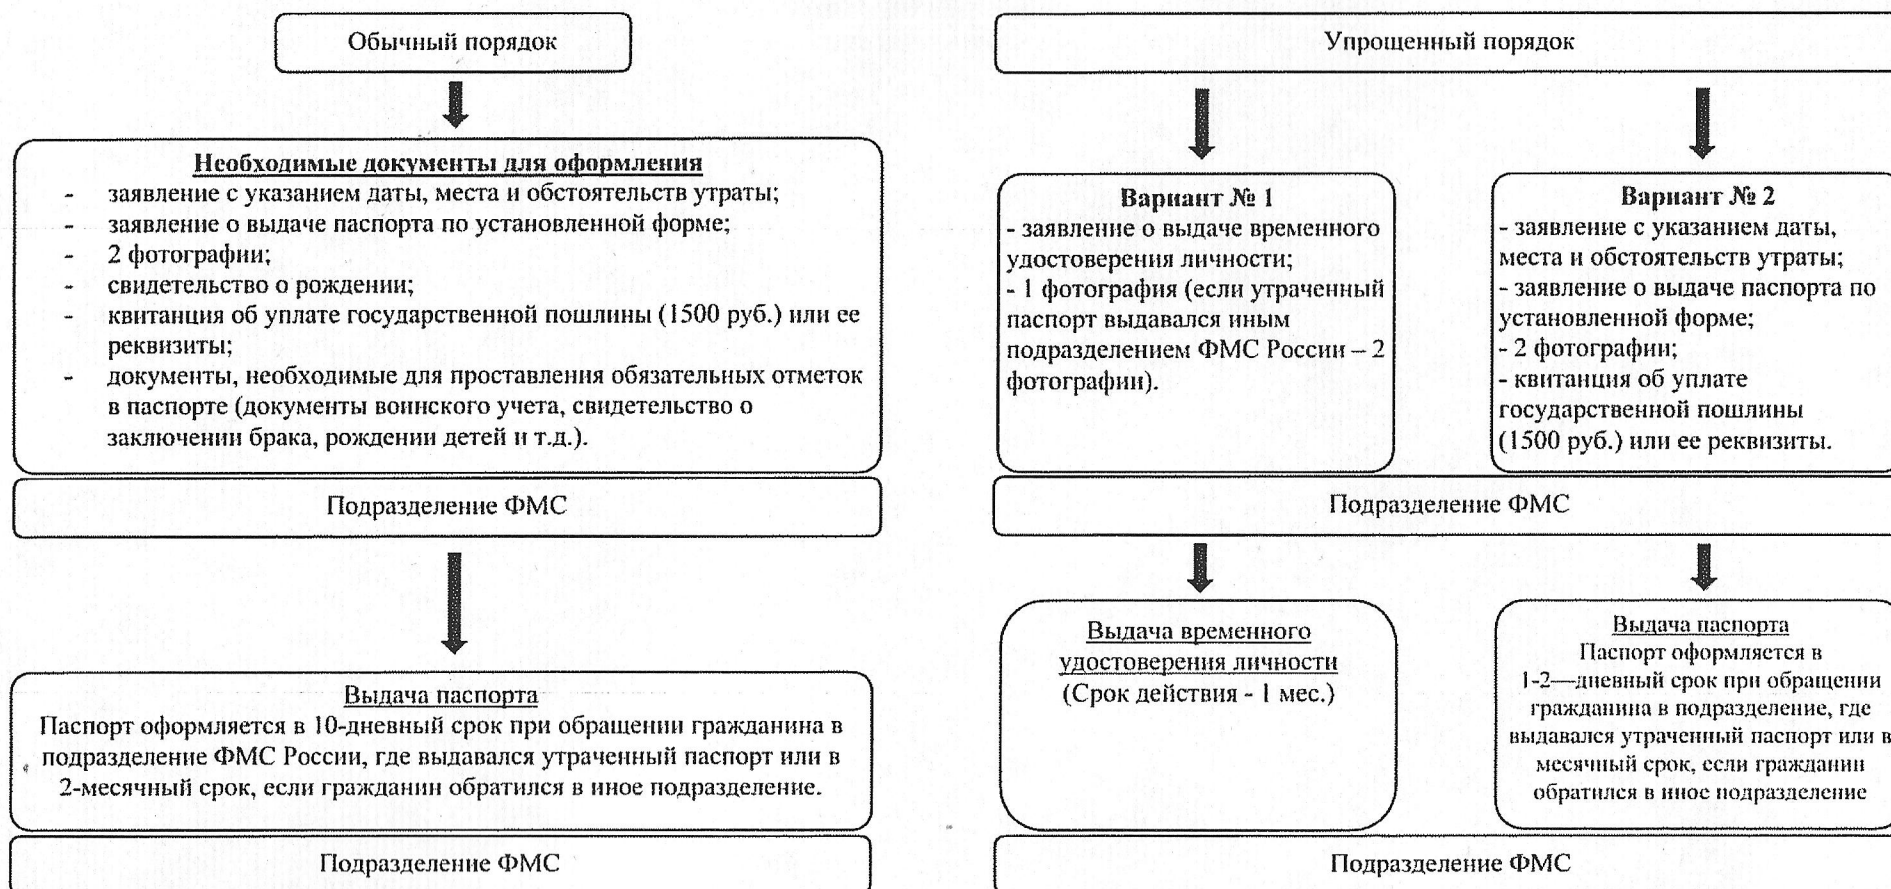 Обычный порядок
Необходимые документы для оформления
- заявление с указанием даты, места и обстоятельств утраты;
- заявление о выдаче паспорта по установленной форме;
- 2 фотографии;
- свидетельство о рождении;
- квитанция об уплате государственной пошлины (1500 руб.) или ее
реквизиты;
- документы, необходимые для проставления обязательных отметок
в паспорте (документы воинского учета, свидетельство о
заключении брака, рождении детей и т.д.).
Подразделение ФМС
Выдача паспорта
Паспорт оформляется в 10-дневный срок при обращении гражданина в
подразделение ФМС России, где выдавался утраченный паспорт или в
2-месячный срок, если гражданин обратился в иное подразделение.
Подразделение ФМС
Упрощенный порядок
Вариант № 1
- заявление о выдаче временного
удостоверения личности;
- 1 фотография (если утраченный
паспорт выдавался иным
подразделением ФМС России – 2
фотографии).
Вариант № 2
- заявление с указанием даты,
места и обстоятельств утраты;
- заявление о выдаче паспорта по
установленной форме;
- 2 фотографии;
- квитанция об уплате
государственной пошлины
(1500 руб.) или ее реквизиты.
Подразделение ФМС
Выдача временного
удостоверения личности
(Срок действия - 1 мес.)
Выдача паспорта
Паспорт оформляется в
1-2—дневный срок при обращении
гражданина в подразделение, где
выдавался утраченный паспорт или в
месячный срок, если гражданин
обратился в иное подразделение
Подразделение ФМС